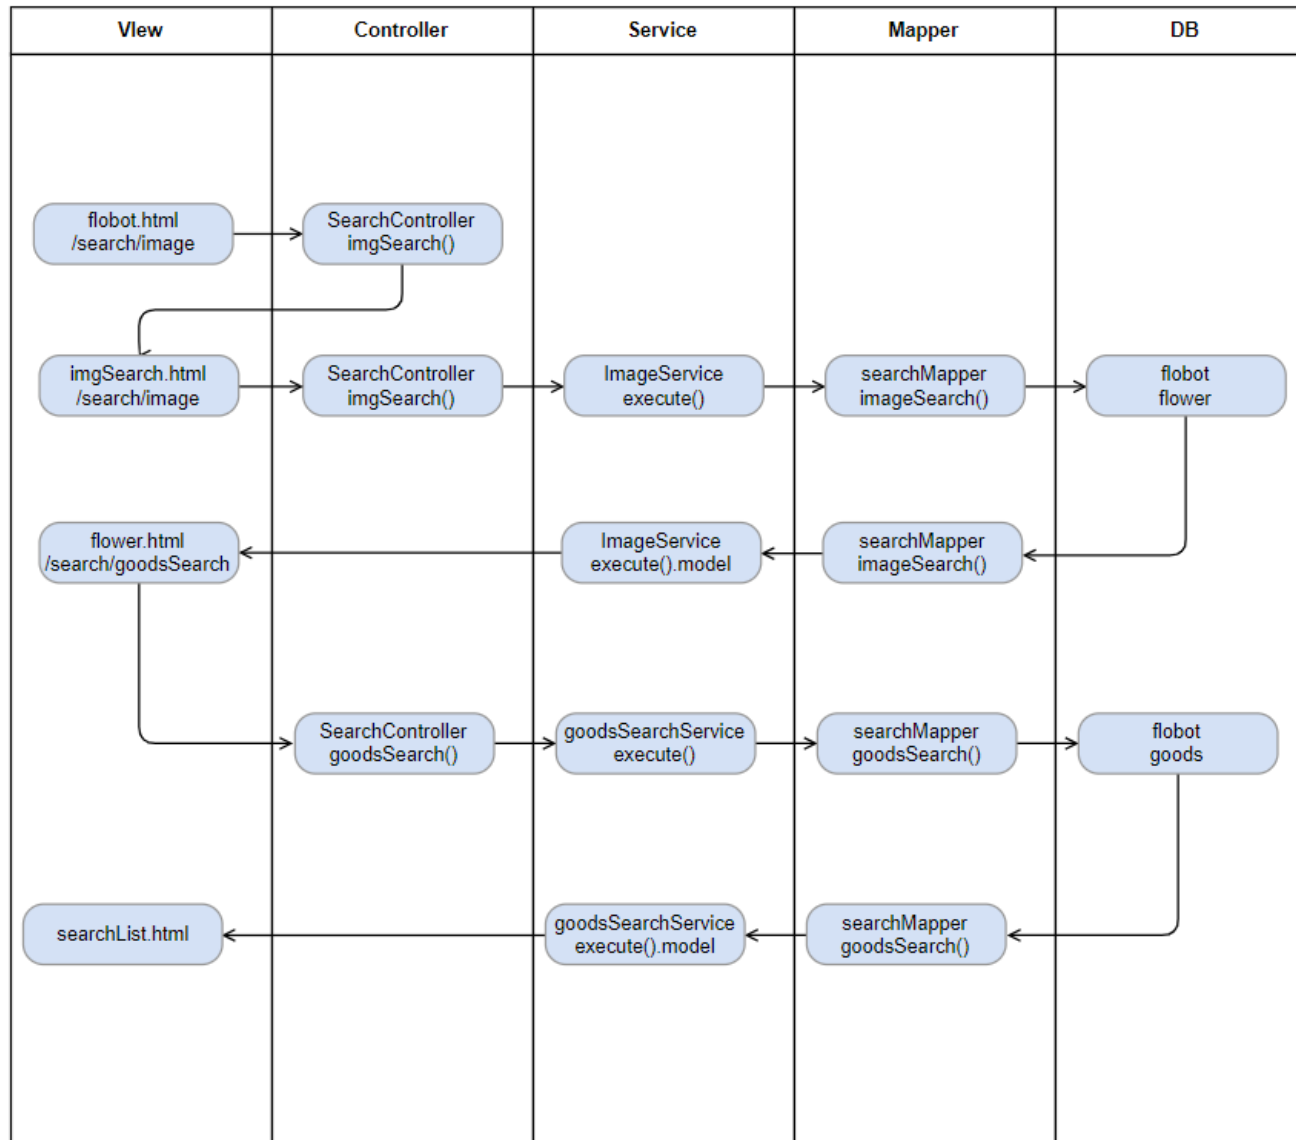 VIew
Controller
Service
Mapper
DB
flobot.html
/search/image
SearchController
imgSearch()
imgSearch.html
/search/image
SearchController
imgSearch()
ImageService
execute()
searchMapper
imageSearch()
flobot
flower
flower.html
/search/goodsSearch
ImageService
execute().model
searchMapper
imageSearch()
SearchController
goodsSearch()
goodsSearchService
execute()
searchMapper
goodsSearch()
flobot
goods
searchList.html
goodsSearchService
execute().model
searchMapper
goodsSearch()